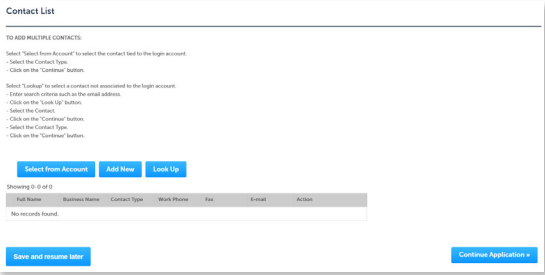 Contact List
TO ADD MULTIPLE CONTACTS:
Select "Select from Account" to select the contact tied to the login account.
- Select the Contact Type.
- Click on the "Continue" button.
Select "Lookup" to select a contact not associated to the login account.
- Enter search criteria such as the email address.
- Click on the "Look Up" button.
- Select the Contact.
- Click on the "Continue" button.
- Select the Contact Type.
- Click on the "Continue" button.
Select from Account Add New Look Up
Showing 0-0 of 0
Full Name Business Name Contact Type Work Phone Fax E-mail Action
No records found.
Save and resume later Continue Application »